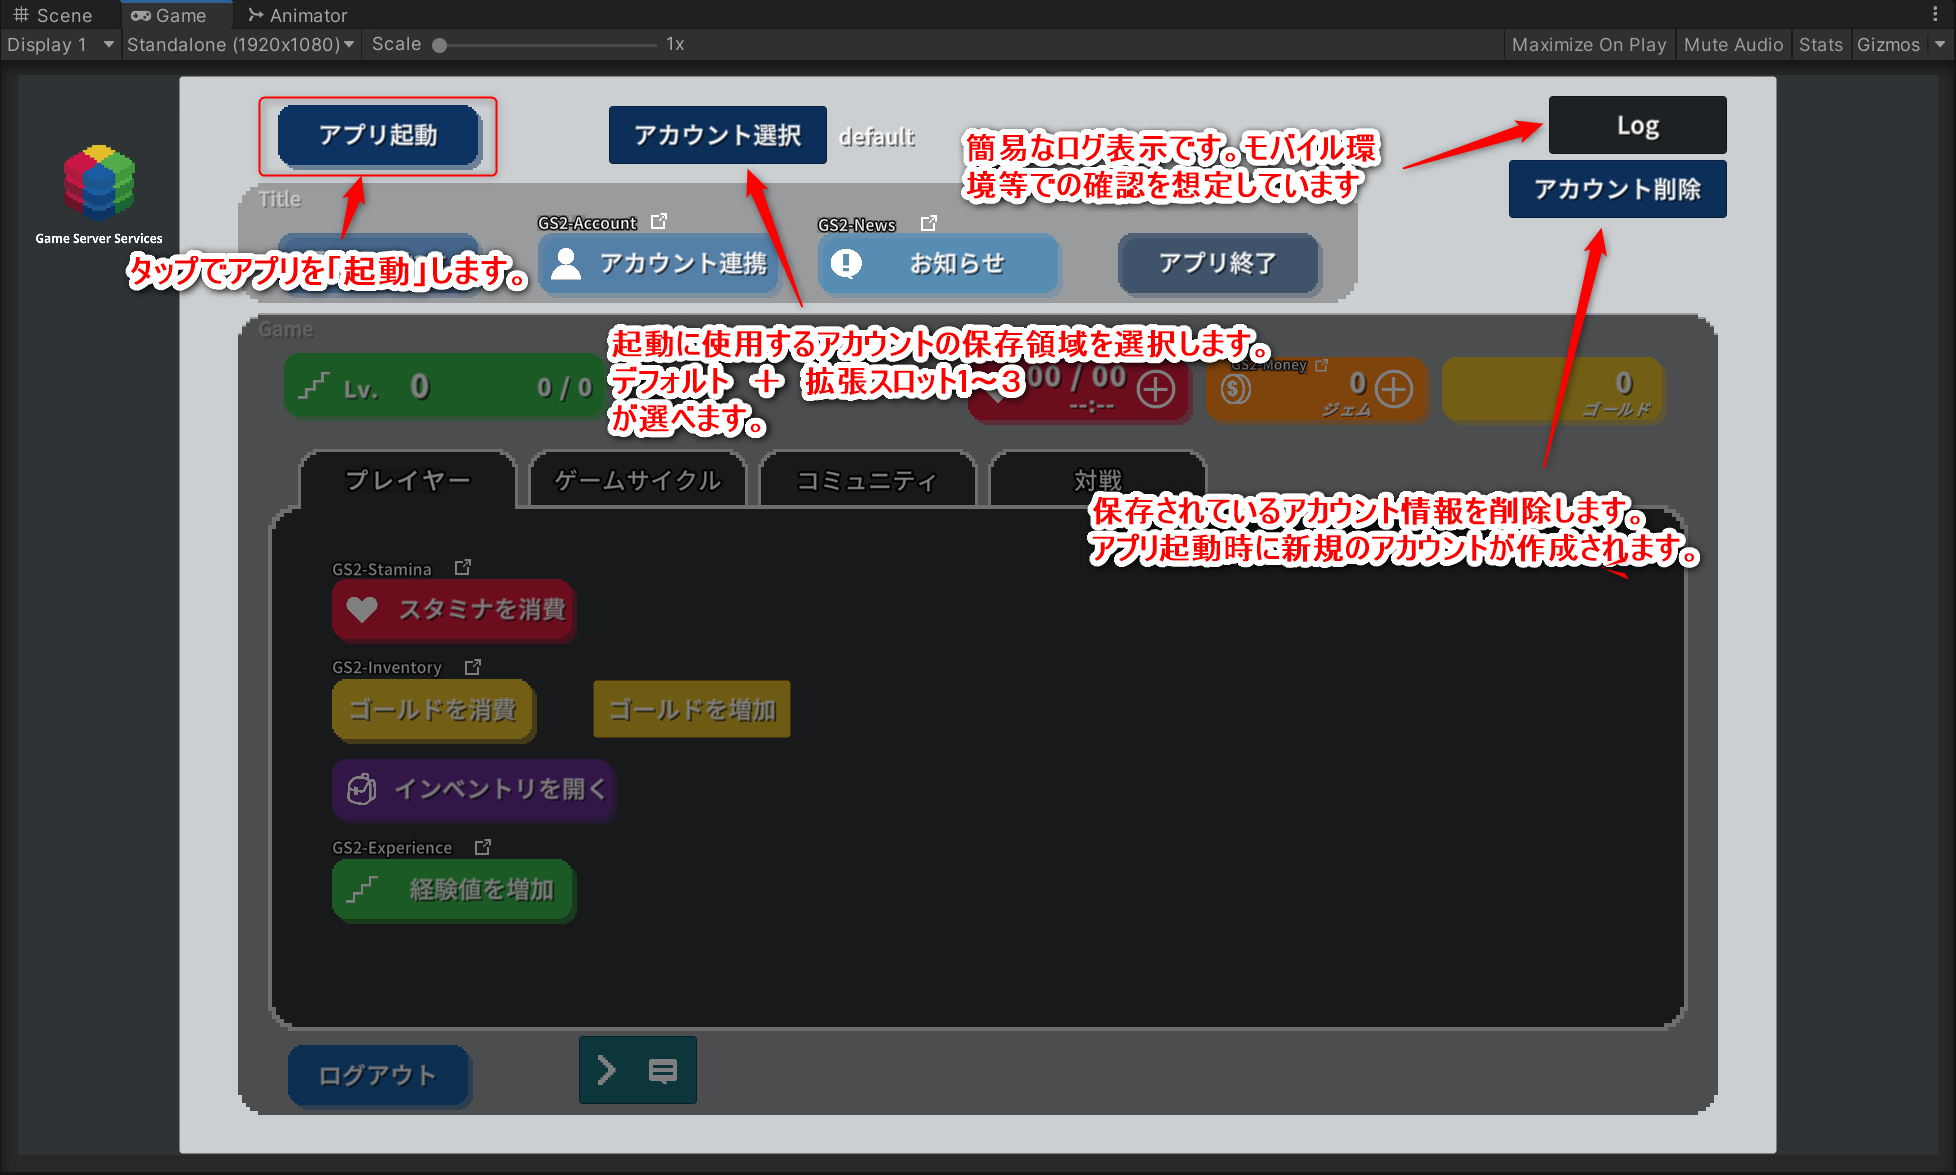 Scene
Game
Animator
Display 1
Standalone (1920x1080)
Scale
1x
Maximize On Play
Mute Audio
Stats
Gizmos
Game Server Services
アプリ起動
アカウント選択
default
Log
アカウント削除
簡易なログ表示です。モバイル環
境等での確認を想定しています
Title
タップでアプリを「起動」します。
GS2-Account
アカウント連携
GS2-News
お知らせ
アプリ終了
Game
起動に使用するアカウントの保存領域を選択します。
デフォルト ＋ 拡張スロット1～3
が選べます。
Lv.
0
0 / 0
00 / 00
--:--
GS2-Money
0
ジェム
0
ゴールド
プレイヤー
ゲームサイクル
コミュニティ
対戦
保存されているアカウント情報を削除します。
アプリ起動時に新規のアカウントが作成されます。
GS2-Stamina
スタミナを消費
GS2-Inventory
ゴールドを消費
ゴールドを増加
インベントリを開く
GS2-Experience
経験値を増加
ログアウト